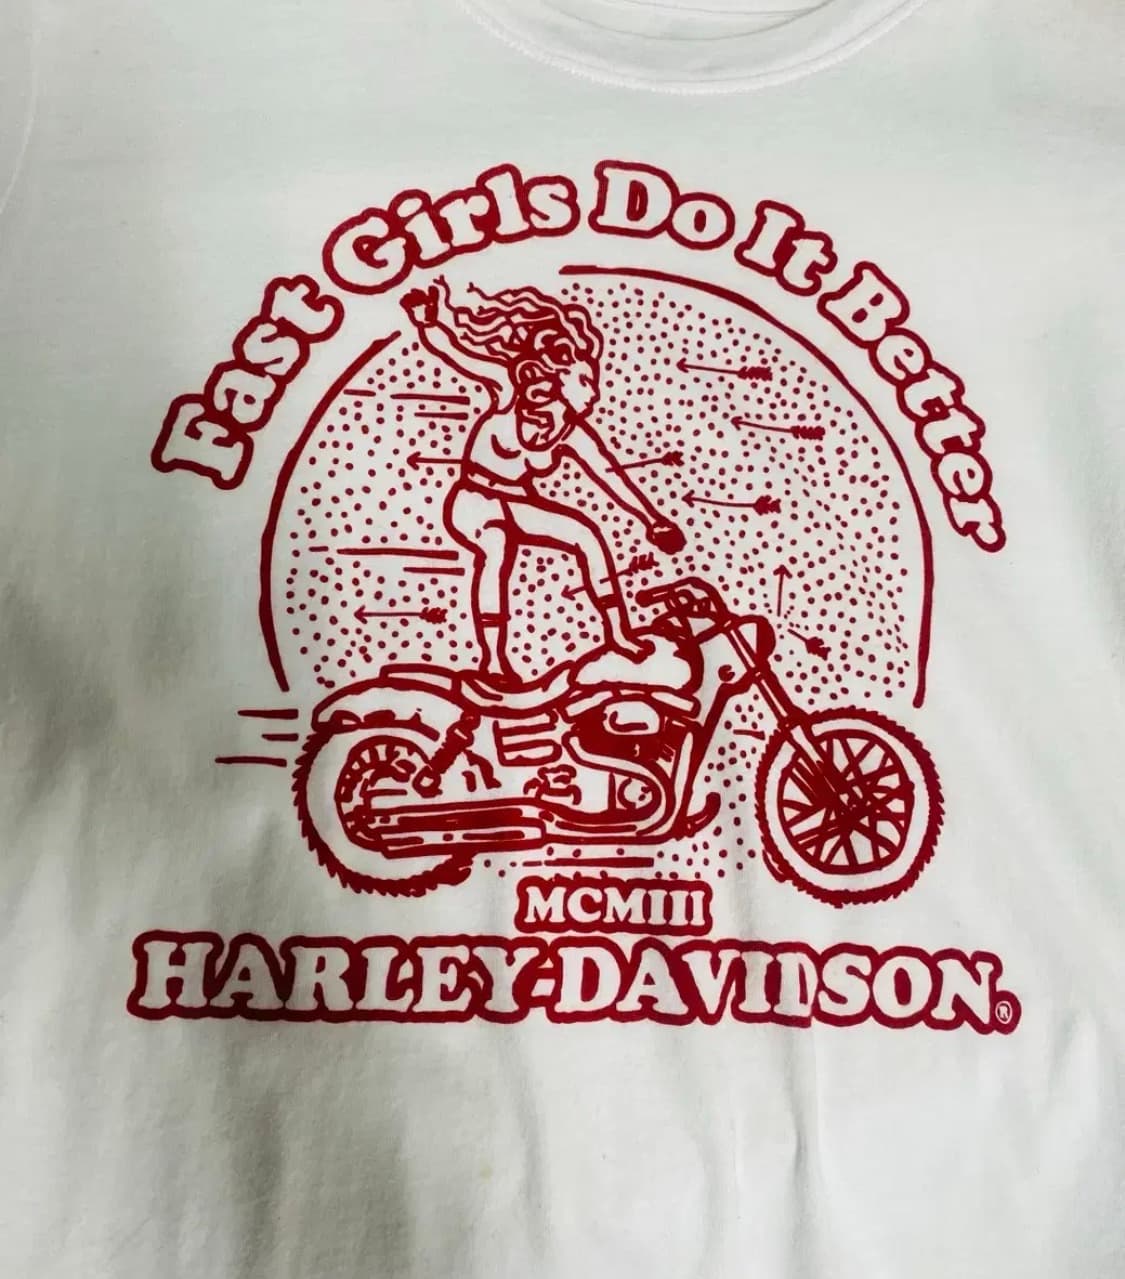 Fast Girls Do It Better
MCMIII
HARLEY-DAVIDSON®